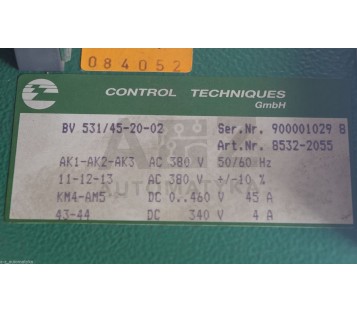 084052
CONTROL TECHNIQUES
GmbH
BV 531/45-20-02 Ser.Nr. 900001029 8
Art.Nr. 8532-2055
AK1-AK2-AK3 AC 380 V 50/60 Hz
11-12-13 AC 380 V +/-10 %
KM4-AM5 DC 0..460 V 45 A
43-44 DC 340 V 4 A